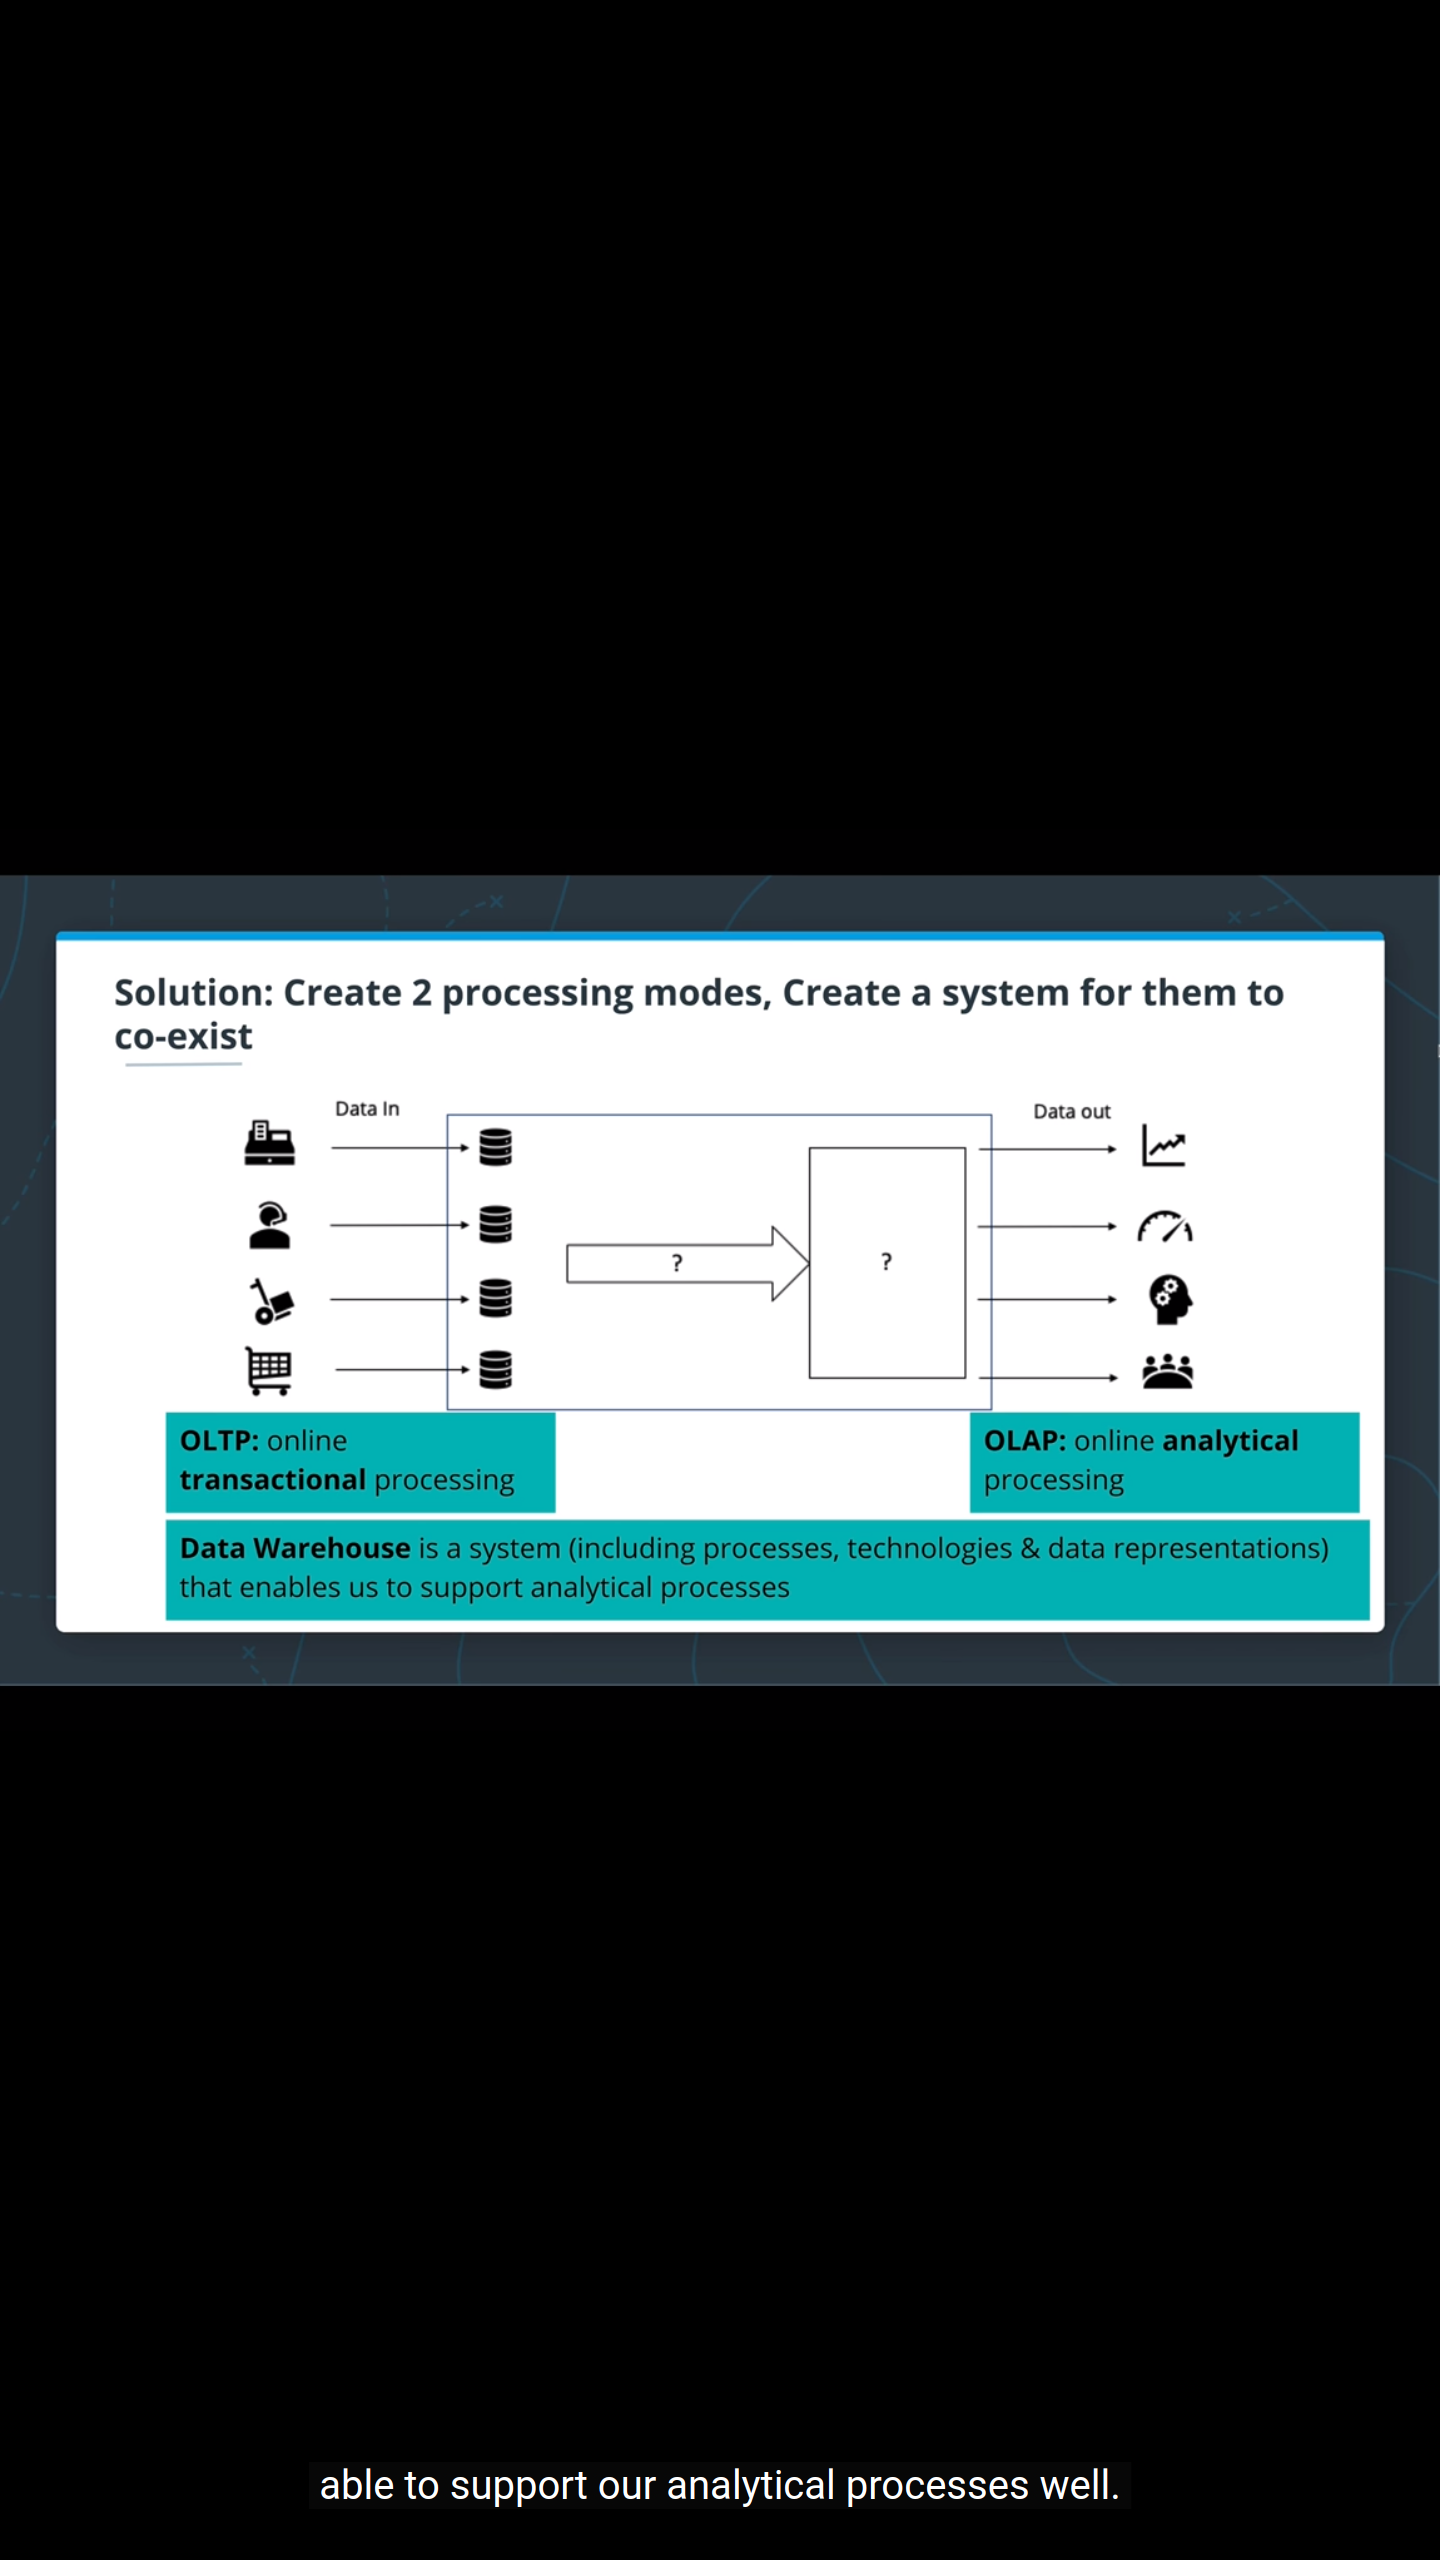 Solution: Create 2 processing modes, Create a system for them to
co-exist
Data In
Data out
?
?
OLTP: online
transactional processing
OLAP: online analytical
processing
Data Warehouse is a system (including processes, technologies & data representations)
that enables us to support analytical processes
able to support our analytical processes well.